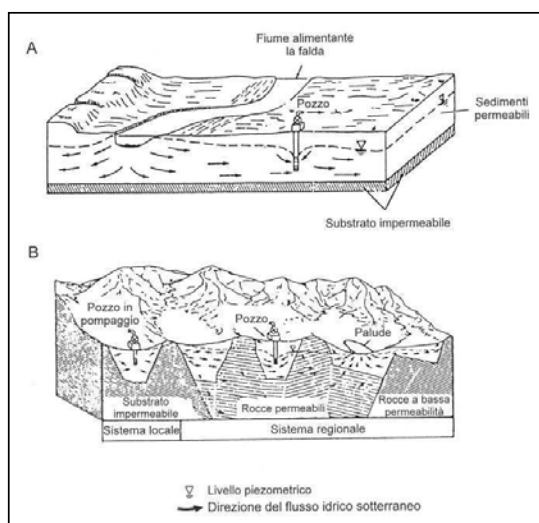 A
Fiume alimentante
la falda
Pozzo
Sedimenti
permeabili
Substrato impermeabile
B
Pozzo in
pompaggio
Pozzo
Palude
Substrato
impermeabile
Rocce permeabili
Rocce a bassa
permeabilità
Sistema locale
Sistema regionale
Livello piezometrico
Direzione del flusso idrico sotterraneo